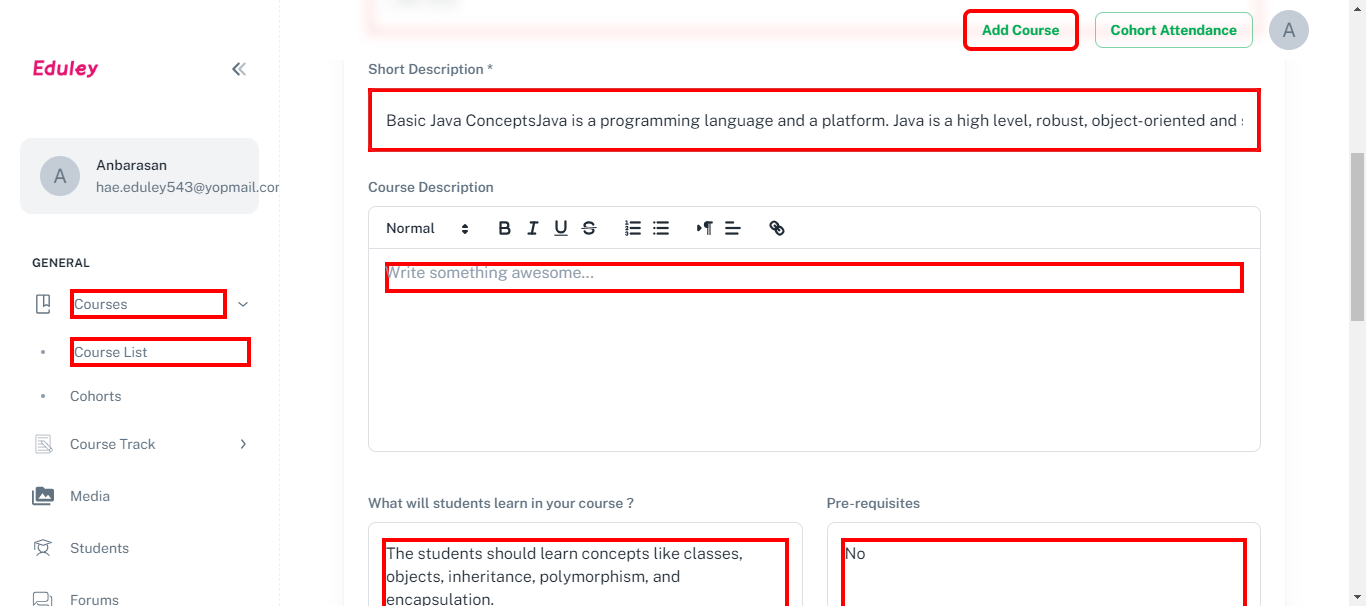 Add Course
Cohort Attendance
A
Eduley
Short Description *
Basic Java ConceptsJava is a programming language and a platform. Java is a high level, robust, object-oriented and
A
Anbarasan
hae.eduley543@yopmail.com
Course Description
Normal
Write something awesome...
GENERAL
Courses
Course List
Cohorts
Course Track
Media
Students
Forums
What will students learn in your course ?
The students should learn concepts like classes,
objects, inheritance, polymorphism, and
encapsulation.
Pre-requisites
No